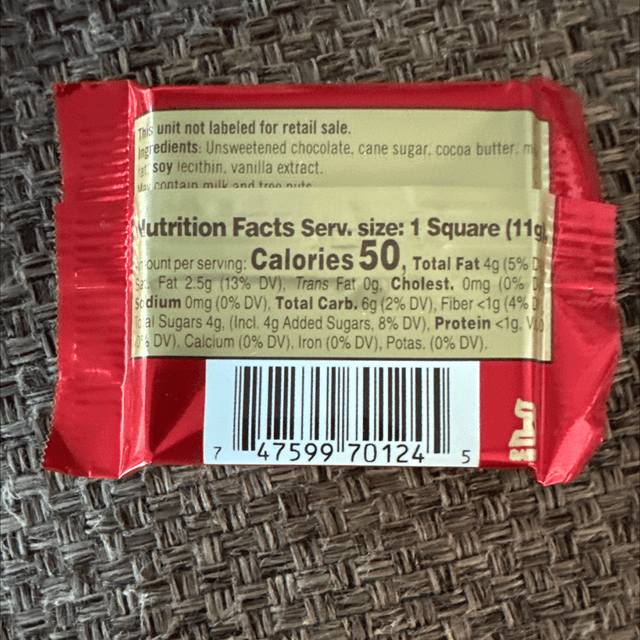 This unit not labeled for retail sale.
Ingredients: Unsweetened chocolate, cane sugar, cocoa butter,
fat, soy lecithin, vanilla extract.
May contain milk and tree nuts
Nutrition Facts Serv. size: 1 Square (11g),
Amount per serving: Calories 50, Total Fat 4g (5% D
Sat. Fat 2.5g (13% DV), Trans Fat 0g, Cholest. 0mg (0% D
Sodium 0mg (0% DV), Total Carb. 6g (2% DV), Fiber <1g (4% D
Total Sugars 4g, (Incl. 4g Added Sugars, 8% DV), Protein <1g,
0% DV), Calcium (0% DV), Iron (0% DV), Potas. (0% DV).
7 47599 70124 5